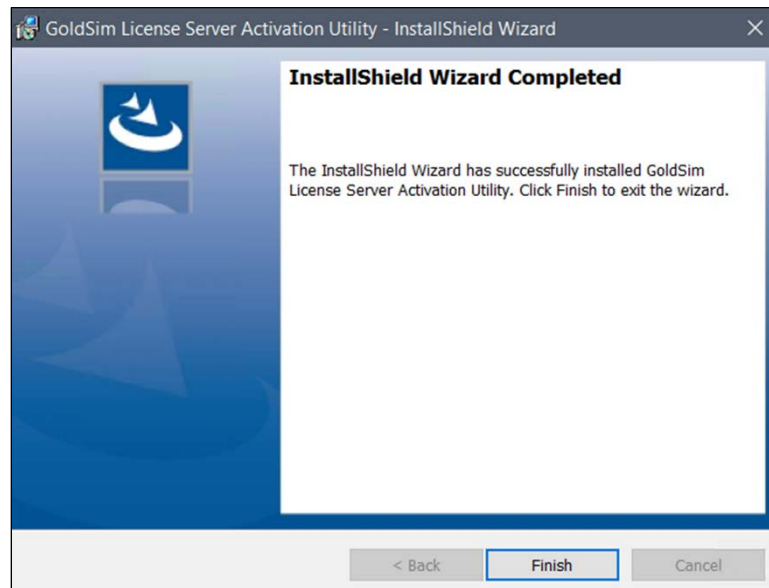 GoldSim License Server Activation Utility - InstallShield Wizard
InstallShield Wizard Completed
The InstallShield Wizard has successfully installed GoldSim
License Server Activation Utility. Click Finish to exit the wizard.
< Back
Finish
Cancel